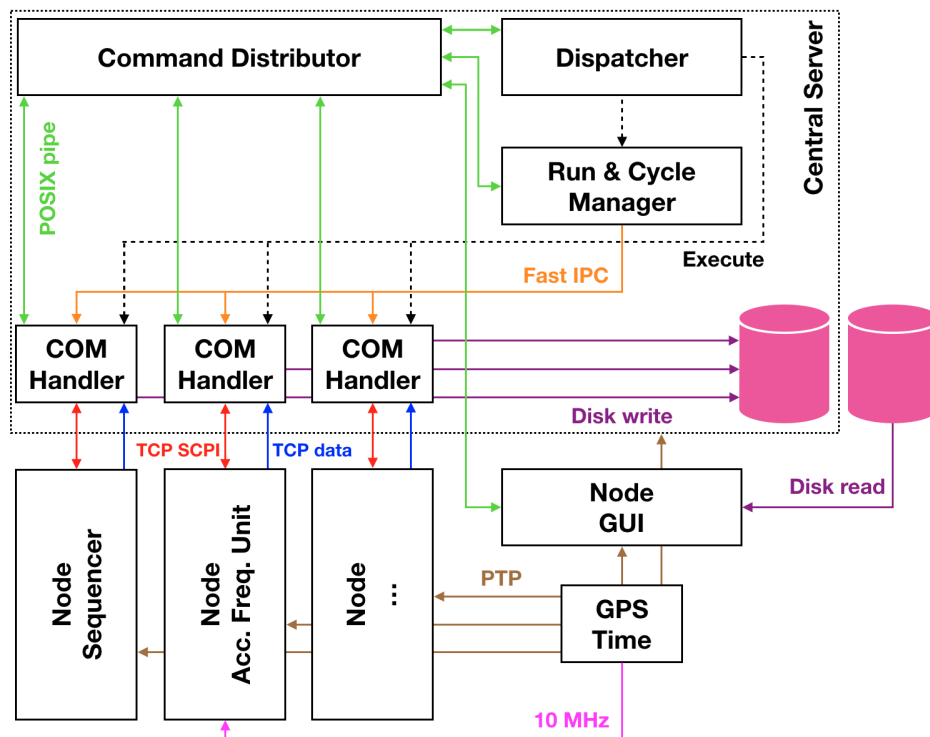 Command Distributor
Dispatcher
Central Server
POSIX pipe
Run & Cycle
Manager
Execute
Fast IPC
COM
Handler
COM
Handler
COM
Handler
Disk write
TCP SCPI
TCP data
Disk read
Node
GUI
Node
Sequencer
Node
Acc. Freq. Unit
Node
...
PTP
GPS
Time
10 MHz